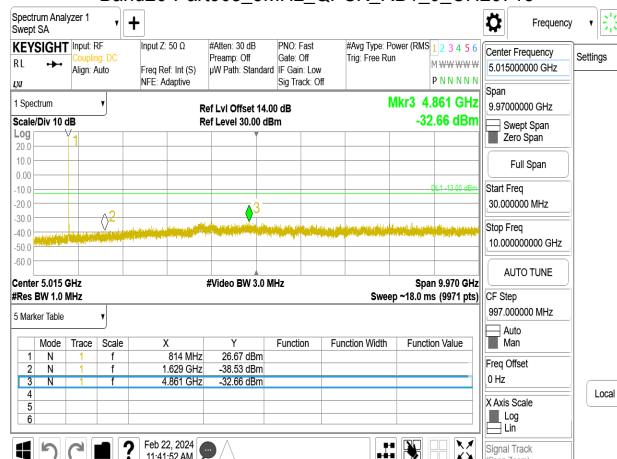 Spectrum Analyzer 1
Swept SA
Frequency
KEYSIGHT
RL
Input: RF
Coupling: DC
Align: Auto
Input Z: 50 Ω
Freq Ref: Int (S)
NFE: Adaptive
#Atten: 30 dB
Preamp: Off
µW Path: Standard
PNO: Fast
Gate: Off
IF Gain: Low
Sig Track: Off
#Avg Type: Power (RMS
Trig: Free Run
1 2 3 4 5 6
M W W W W W
P N N N N N
1 Spectrum
Scale/Div 10 dB
Log
Ref Lvl Offset 14.00 dB
Ref Level 30.00 dBm
Mkr3 4.861 GHz
-32.66 dBm
20.0
10.0
0.00
-10.0
-20.0
-30.0
-40.0
-50.0
-60.0
1
2
3
DL1 -13.00 dBm
Center 5.015 GHz
#Res BW 1.0 MHz
#Video BW 3.0 MHz
Span 9.970 GHz
Sweep ~18.0 ms (9971 pts)
5 Marker Table
Mode Trace Scale X Y Function Function Width Function Value
1 N 1 f 814 MHz 26.67 dBm
2 N 1 f 1.629 GHz -38.53 dBm
3 N 1 f 4.861 GHz -32.66 dBm
4
5
6
Feb 22, 2024
11:41:52 AM
Center Frequency
5.015000000 GHz
Span
9.97000000 GHz
Swept Span
Zero Span
Full Span
Start Freq
30.000000 MHz
Stop Freq
10.000000000 GHz
AUTO TUNE
CF Step
997.000000 MHz
Auto
Man
Freq Offset
0 Hz
X Axis Scale
Log
Lin
Signal Track
Settings
Local